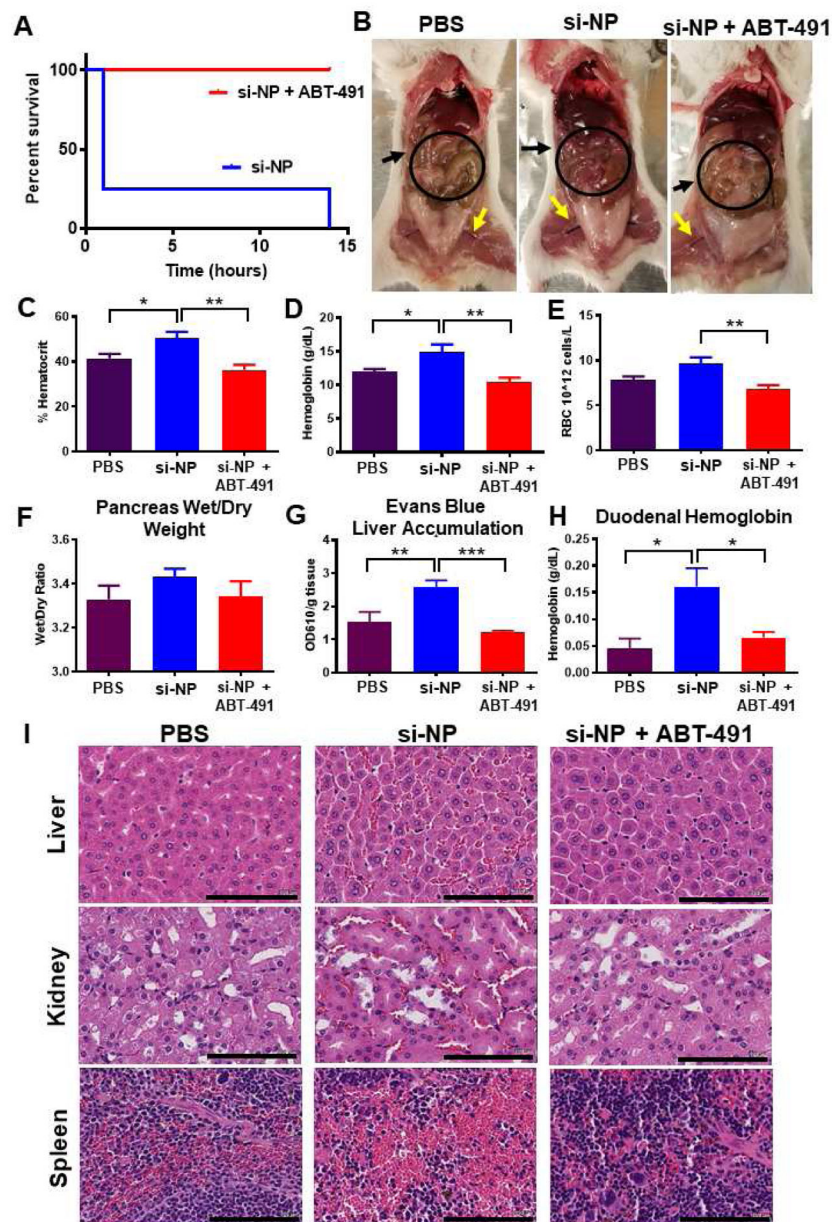 A
Percent survival
100
50
0
si-NP + ABT-491
si-NP
0
5
10
15
Time (hours)
B
PBS
si-NP
si-NP + ABT-491
C
% Hematocrit
60
40
20
0
*
**
PBS
si-NP
si-NP +
ABT-491
D
Hemoglobin (g/dL)
20
15
10
5
0
*
**
PBS
si-NP
si-NP +
ABT-491
E
RBC 10^12 cells/L
15
10
5
0
**
PBS
si-NP
si-NP +
ABT-491
F
Pancreas Wet/Dry
Weight
Wet/Dry Ratio
3.6
3.4
3.2
3.0
PBS
si-NP
si-NP +
ABT-491
G
Evans Blue
Liver Accumulation
OD610/g tissue
4
3
2
1
0
**
***
PBS
si-NP
si-NP +
ABT-491
H
Duodenal Hemoglobin
Hemoglobin (g/dL)
0.25
0.20
0.15
0.10
0.05
0.00
*
*
PBS
si-NP
si-NP +
ABT-491
I
PBS
si-NP
si-NP + ABT-491
Liver
Kidney
Spleen